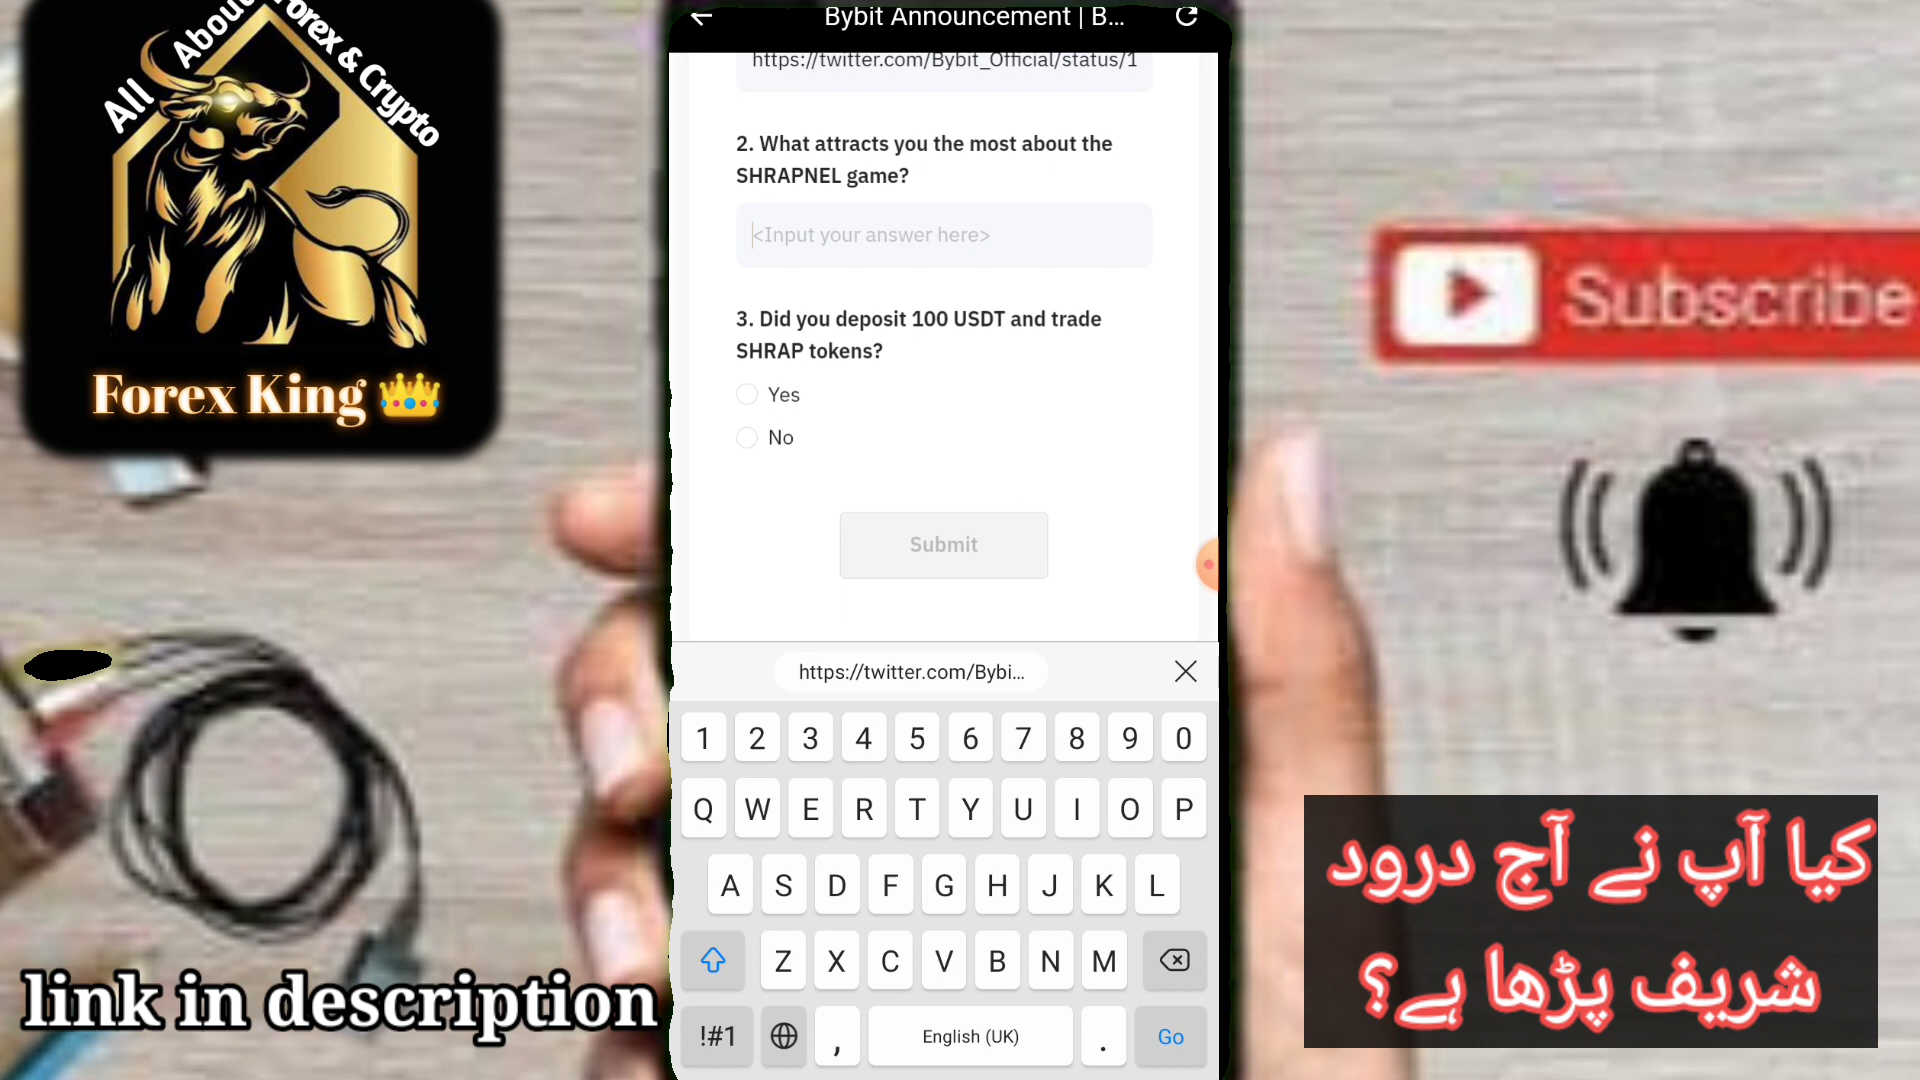 All About Forex & Crypto
Forex King
link in description
Bybit Announcement | B...
https://twitter.com/Bybit_Official/status/1
2. What attracts you the most about the
SHRAPNEL game?
<Input your answer here>
3. Did you deposit 100 USDT and trade
SHRAP tokens?
Yes
No
Submit
https://twitter.com/Bybi...
1 2 3 4 5 6 7 8 9 0
Q W E R T Y U I O P
A S D F G H J K L
Z X C V B N M
!#1 , English (UK) . Go
Subscribe
کیا آپ نے آج درود
شریف پڑھا ہے؟